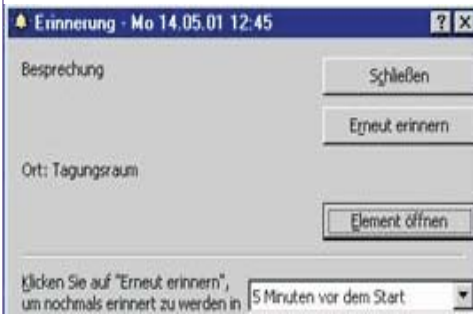 Erinnerung - Mo 14.05.01 12:45
Besprechung
Schließen
Erneut erinnern
Ort: Tagungsraum
Element öffnen
Klicken Sie auf "Erneut erinnern",
um nochmals erinnert zu werden in
5 Minuten vor dem Start